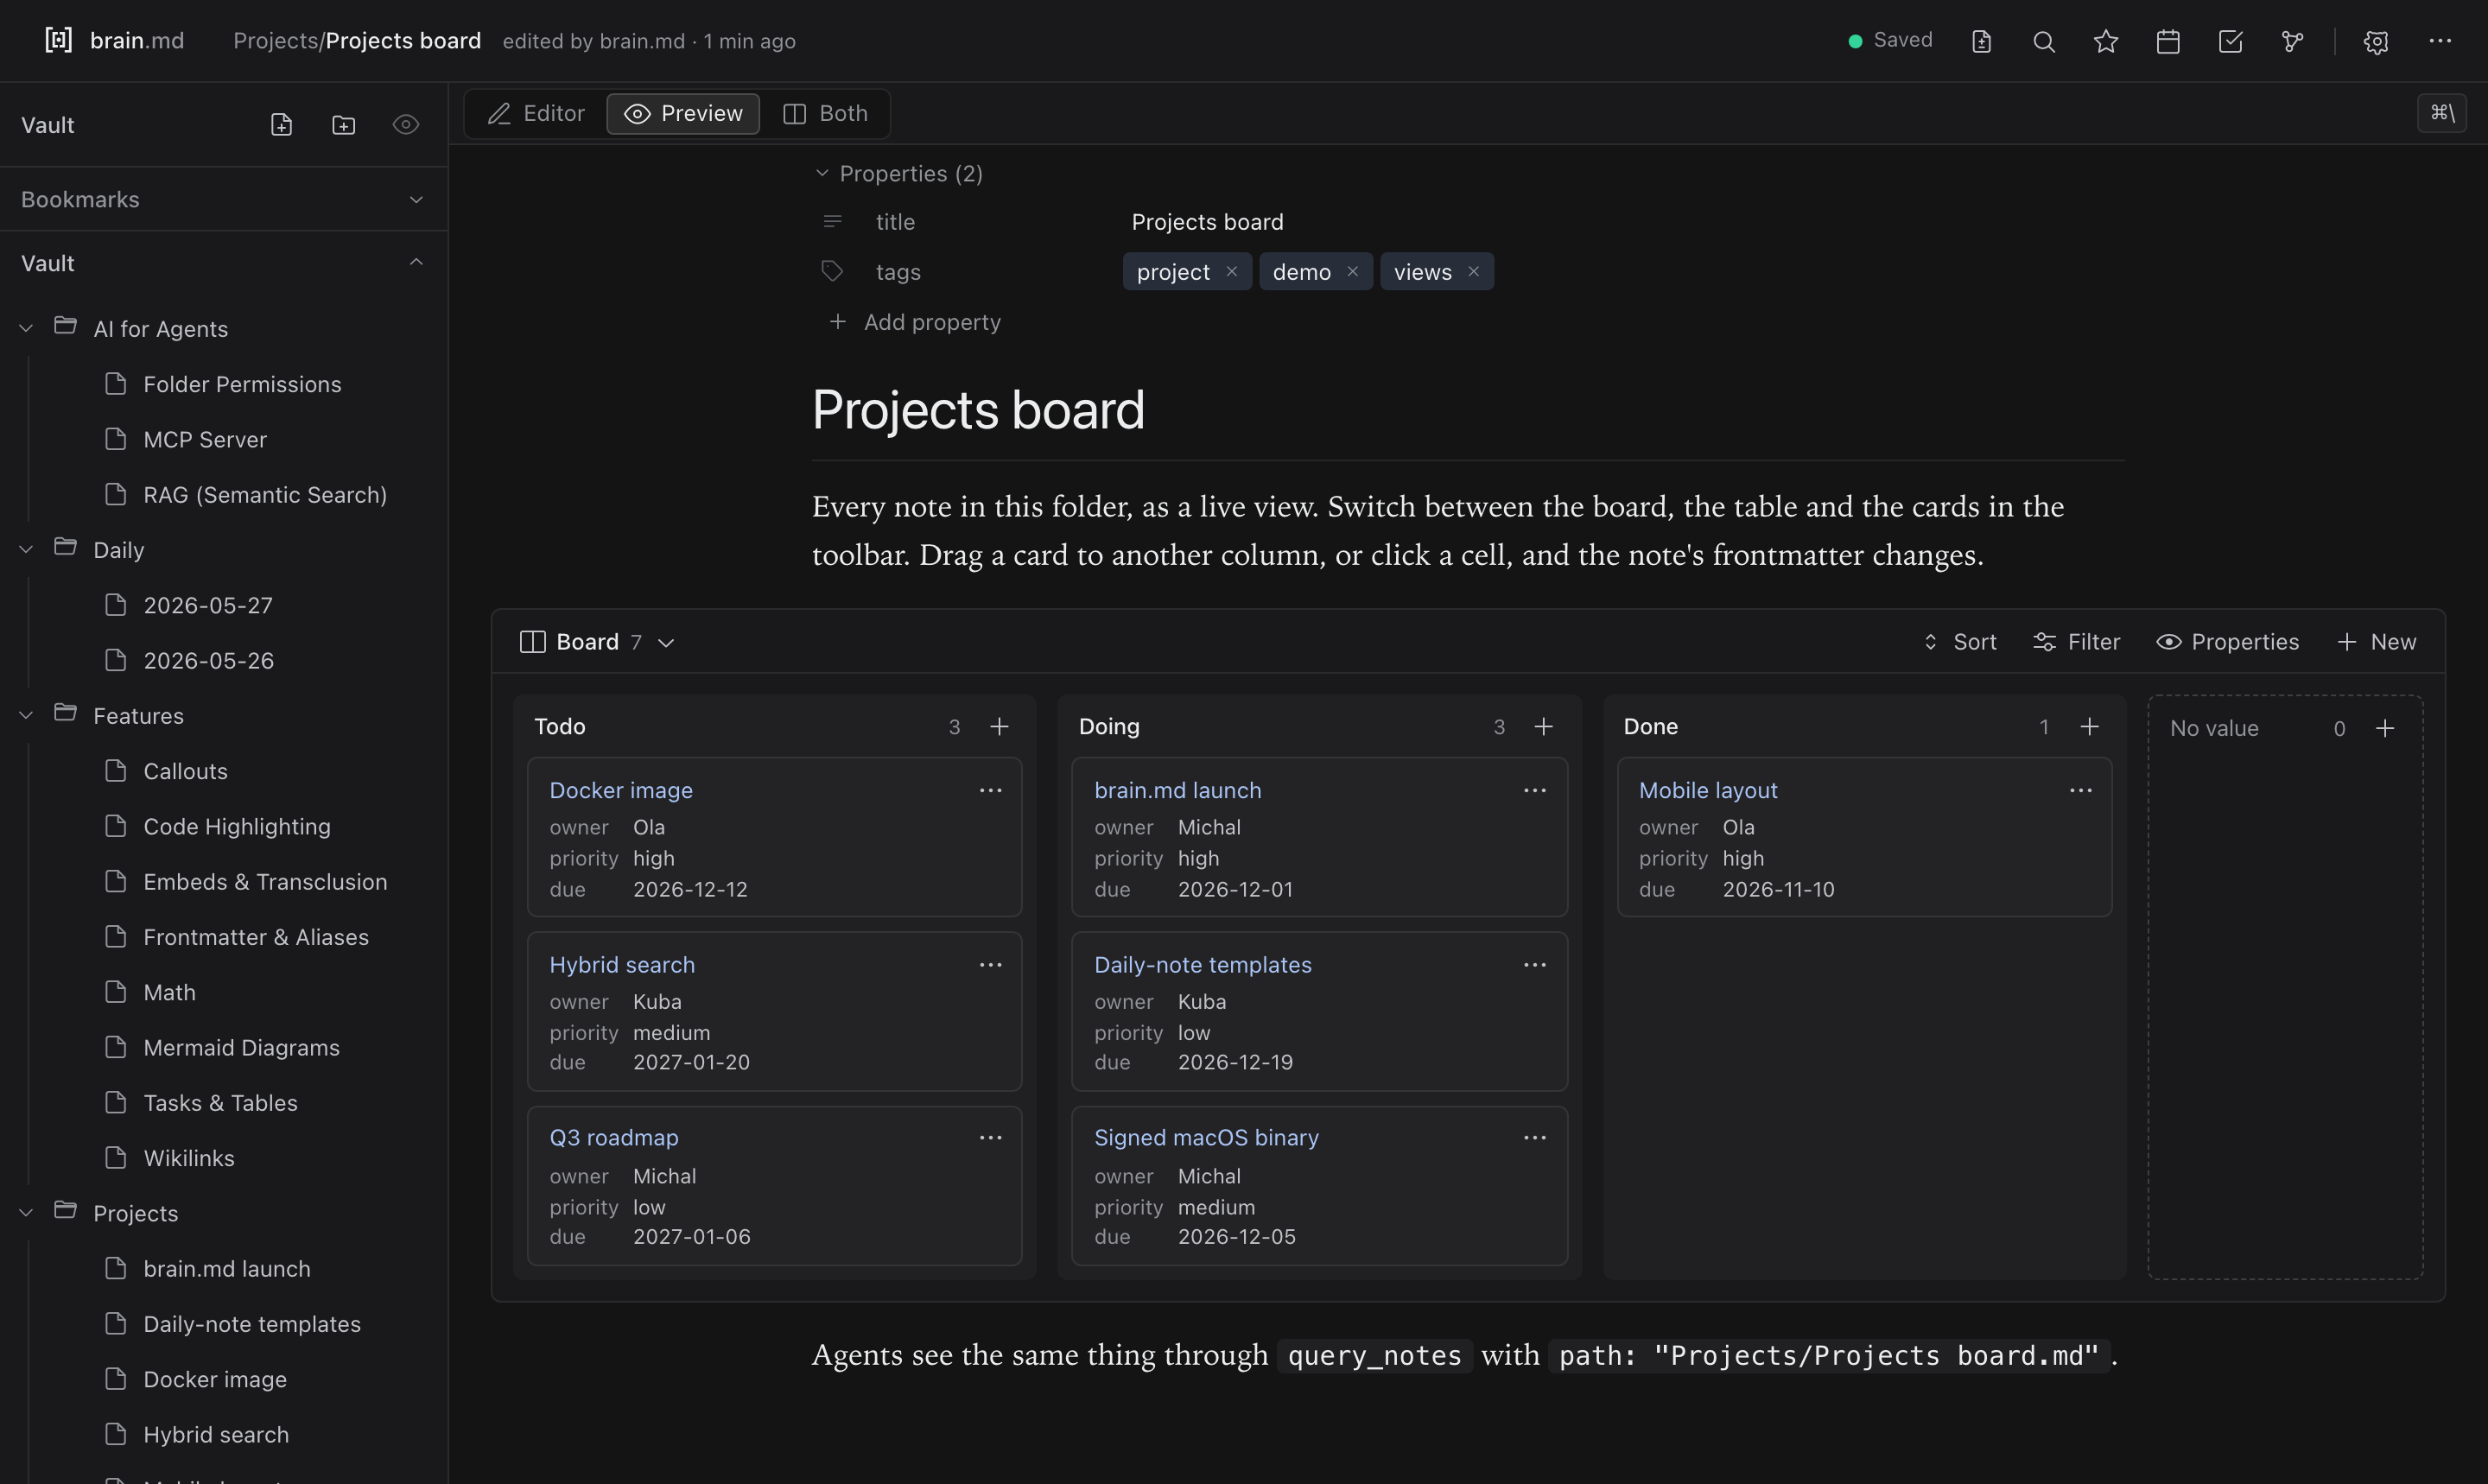 brain.md
Projects/Projects board edited by brain.md · 1 min ago
Saved
Vault
Bookmarks
Vault
AI for Agents
Folder Permissions
MCP Server
RAG (Semantic Search)
Daily
2026-05-27
2026-05-26
Features
Callouts
Code Highlighting
Embeds & Transclusion
Frontmatter & Aliases
Math
Mermaid Diagrams
Tasks & Tables
Wikilinks
Projects
brain.md launch
Daily-note templates
Docker image
Hybrid search
Editor Preview Both
⌘\
Properties (2)
title Projects board
tags project × demo × views ×
+ Add property
Projects board
Every note in this folder, as a live view. Switch between the board, the table and the cards in the
toolbar. Drag a card to another column, or click a cell, and the note's frontmatter changes.
Board 7
Sort Filter Properties + New
Todo 3 +
Docker image
owner Ola
priority high
due 2026-12-12
Hybrid search
owner Kuba
priority medium
due 2027-01-20
Q3 roadmap
owner Michal
priority low
due 2027-01-06
Doing 3 +
brain.md launch
owner Michal
priority high
due 2026-12-01
Daily-note templates
owner Kuba
priority low
due 2026-12-19
Signed macOS binary
owner Michal
priority medium
due 2026-12-05
Done 1 +
Mobile layout
owner Ola
priority high
due 2026-11-10
No value 0 +
Agents see the same thing through query_notes with path: "Projects/Projects board.md".